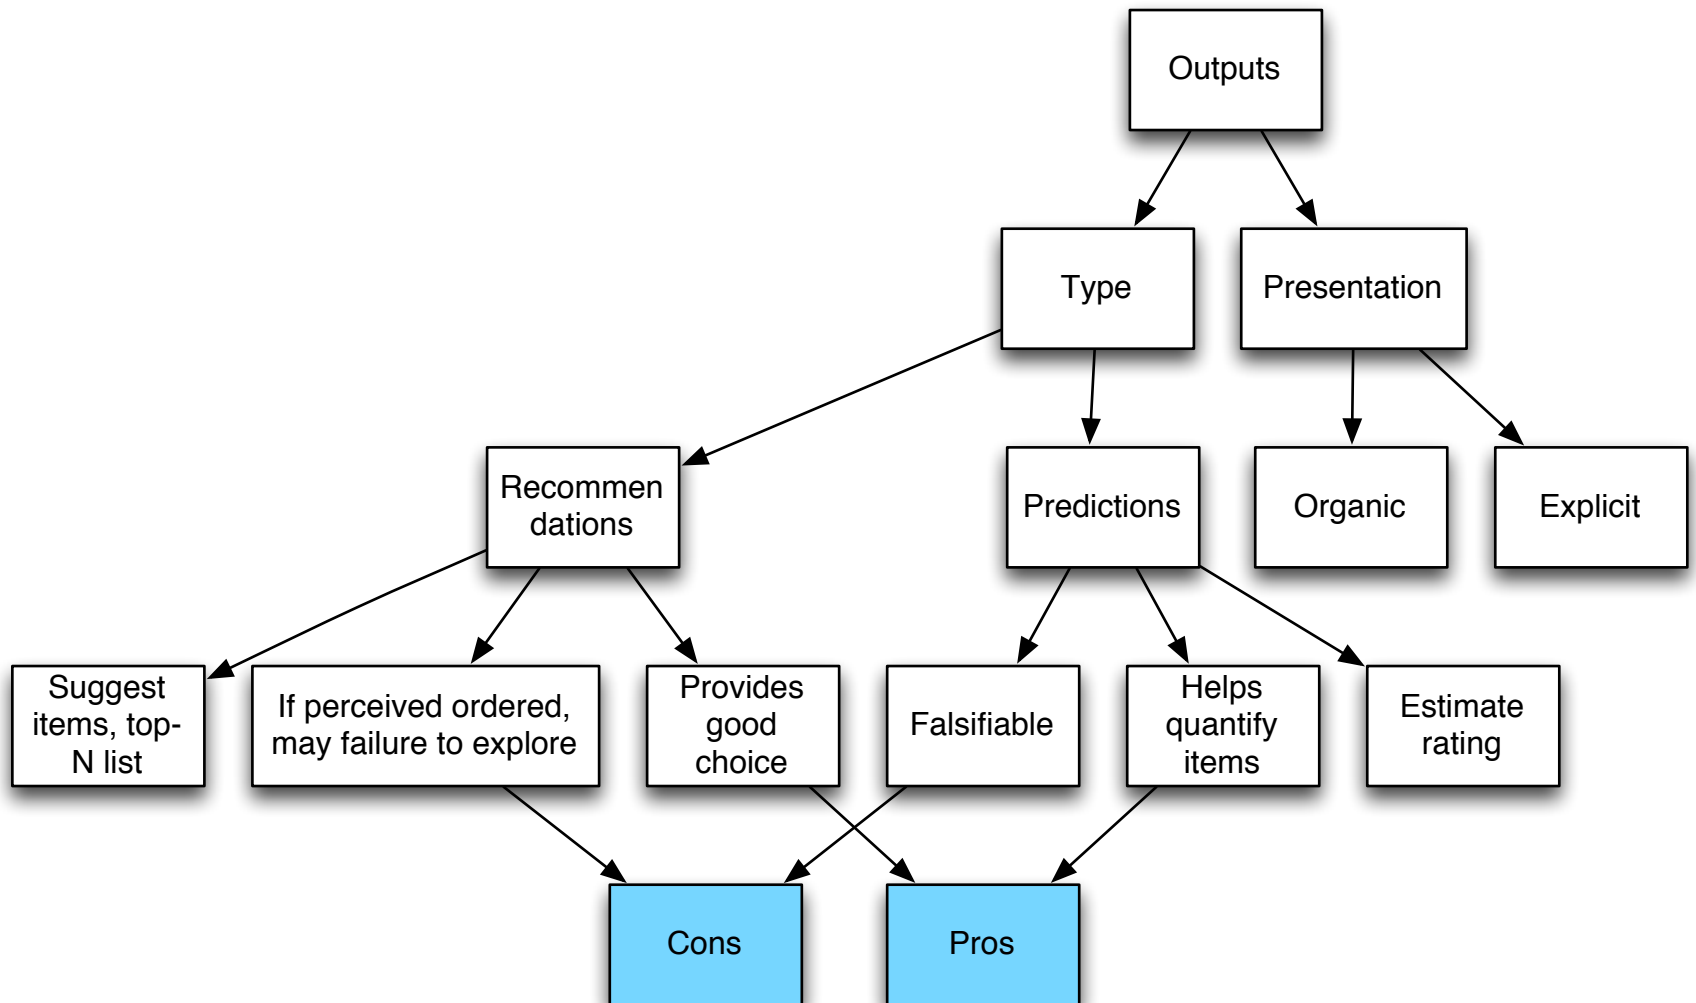 Outputs
Type
Presentation
Recommen
dations
Predictions
Organic
Explicit
Suggest
items, top-
N list
If perceived ordered,
may failure to explore
Provides
good
choice
Falsifiable
Helps
quantify
items
Estimate
rating
Cons
Pros